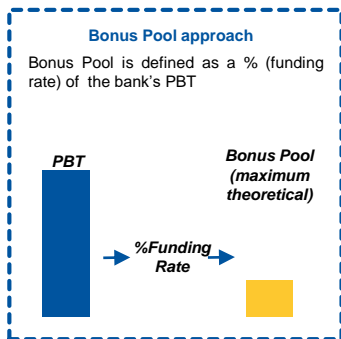 Bonus Pool approach
Bonus Pool is defined as a % (funding
rate) of the bank's PBT
PBT
Bonus Pool
(maximum
theoretical)
%Funding
Rate